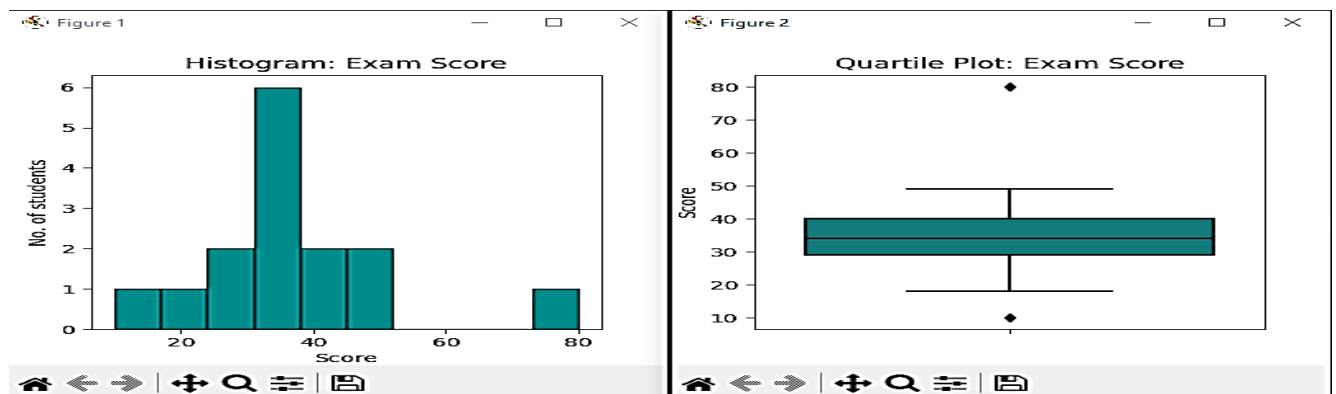 Figure 1
Histogram: Exam Score
6
5
4
3
2
1
0
No. of students
20 40 60 80
Score
Figure 2
Quartile Plot: Exam Score
80
70
60
50
40
30
20
10
Score